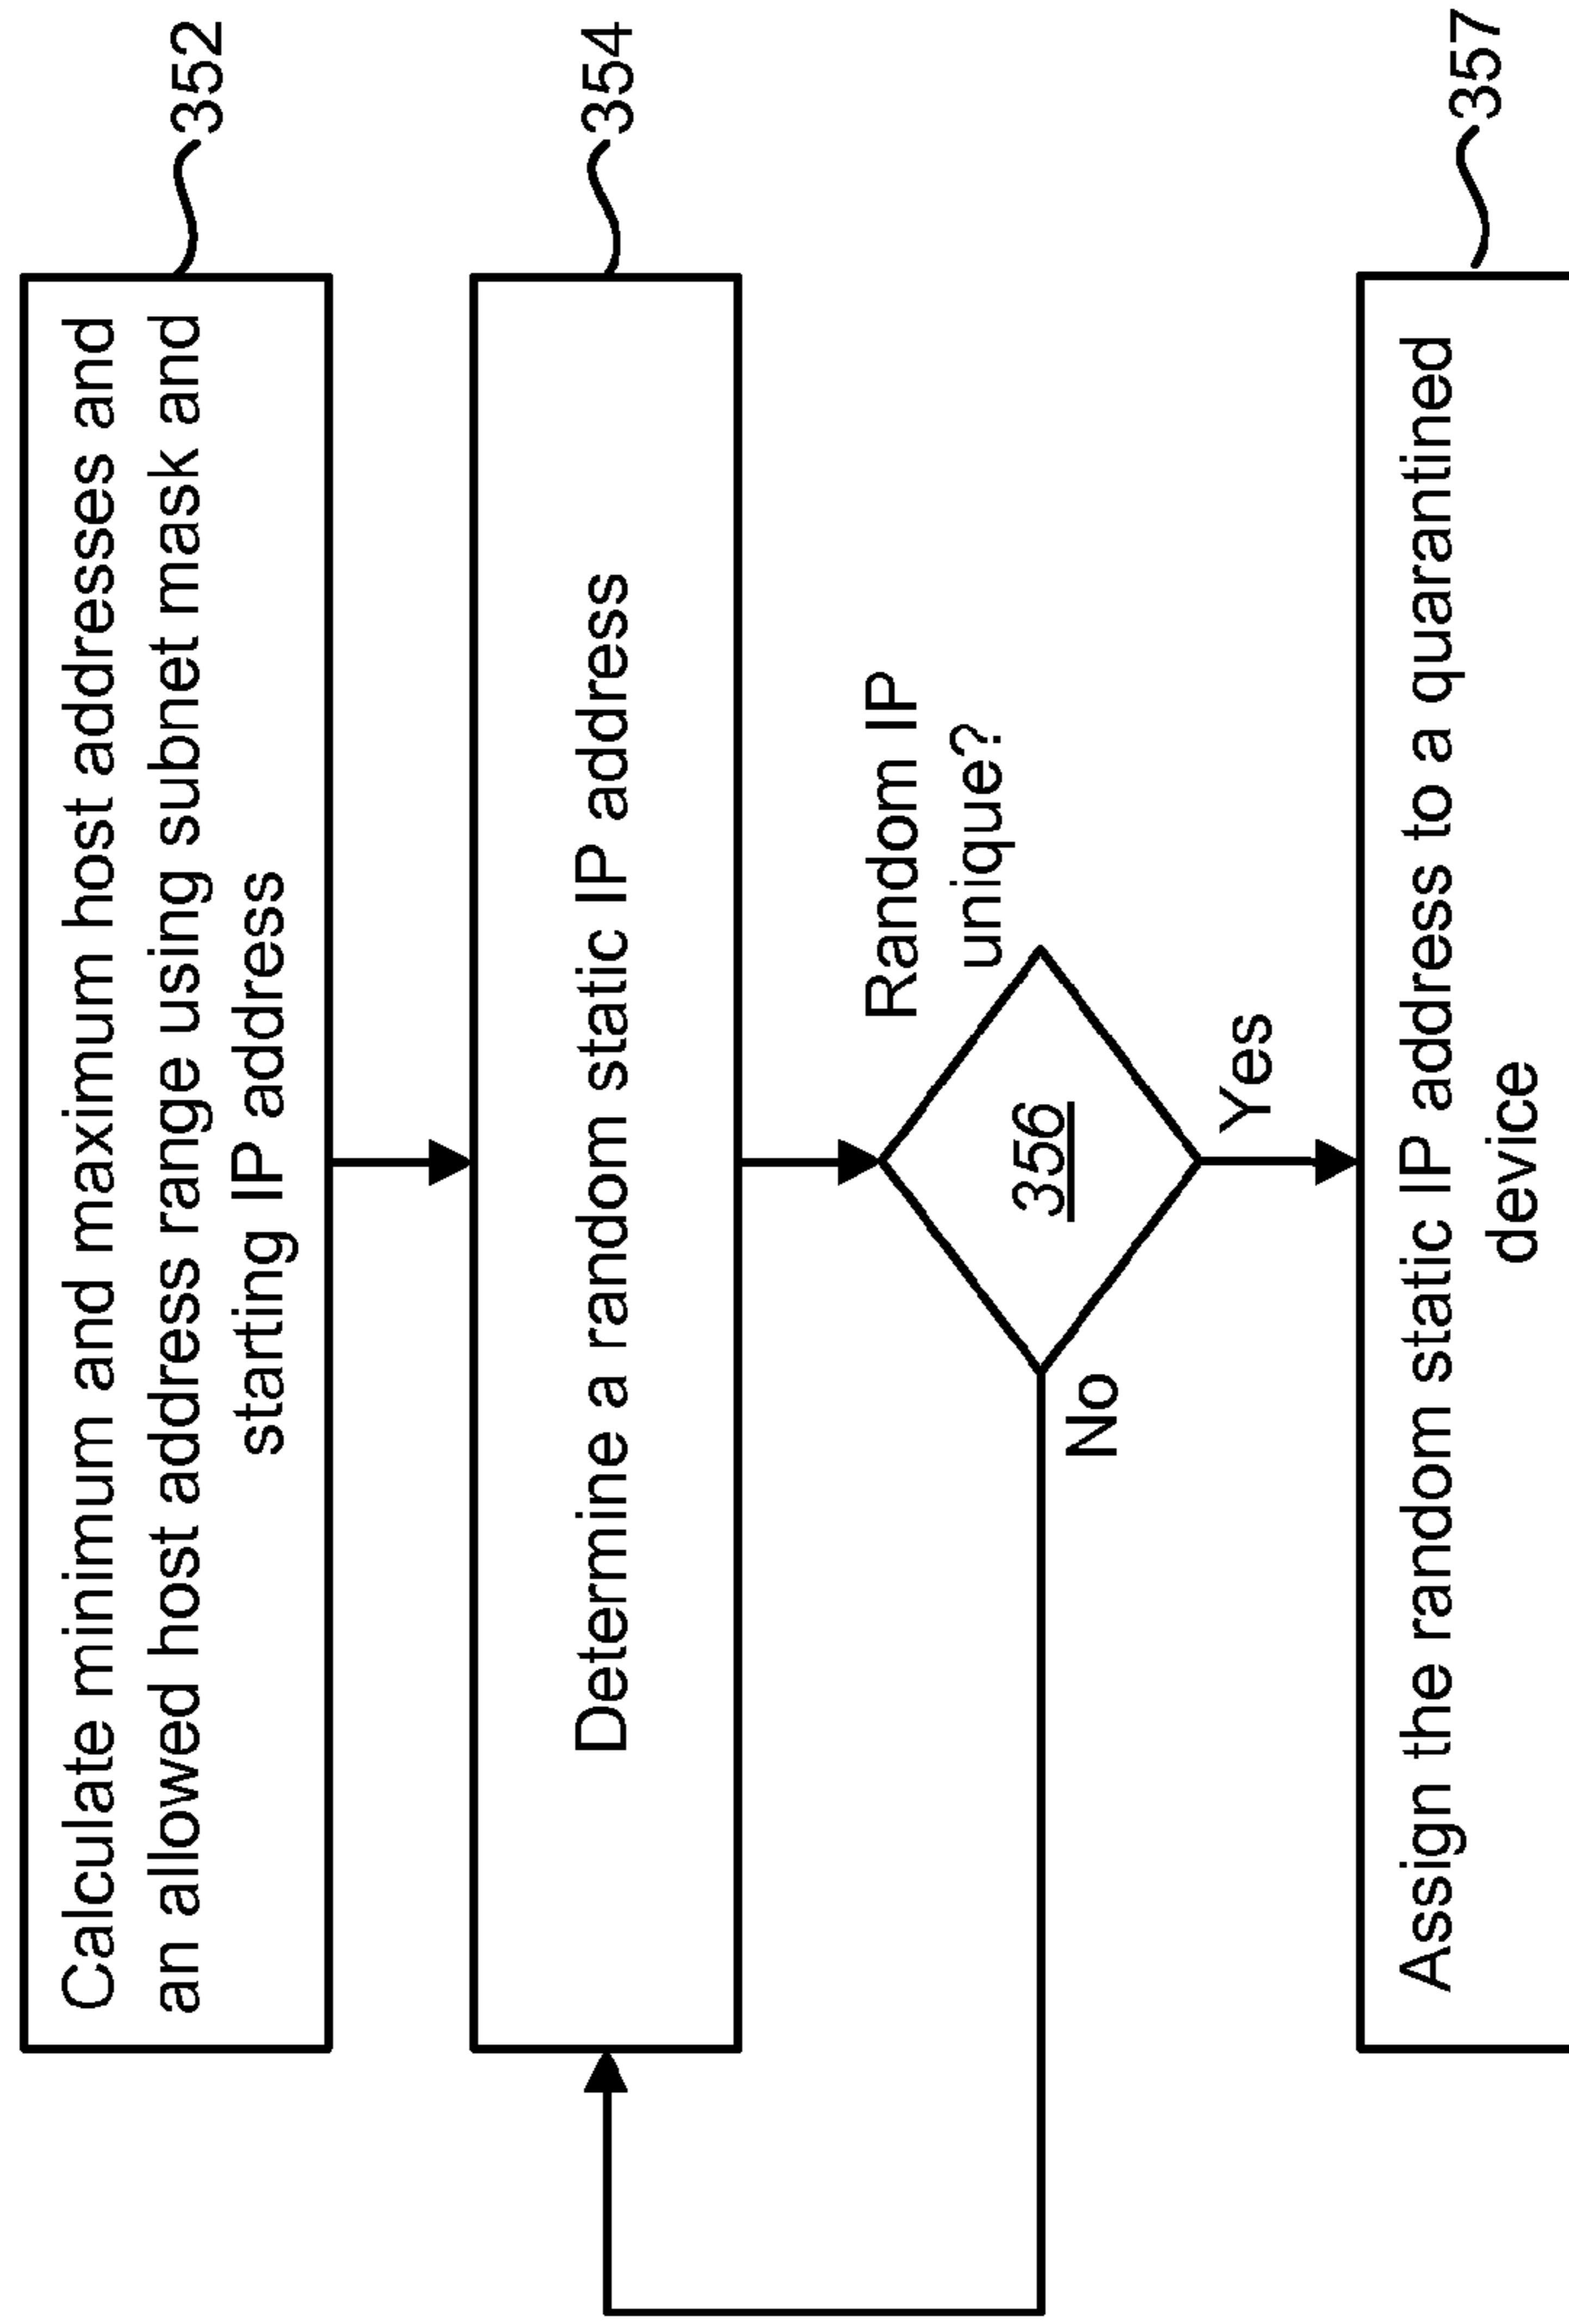 Calculate minimum and maximum host addresses and
an allowed host address range using subnet mask and
starting IP address
352
Determine a random static IP address
354
Random IP
unique?
356
No
Yes
Assign the random static IP address to a quarantined
device
357